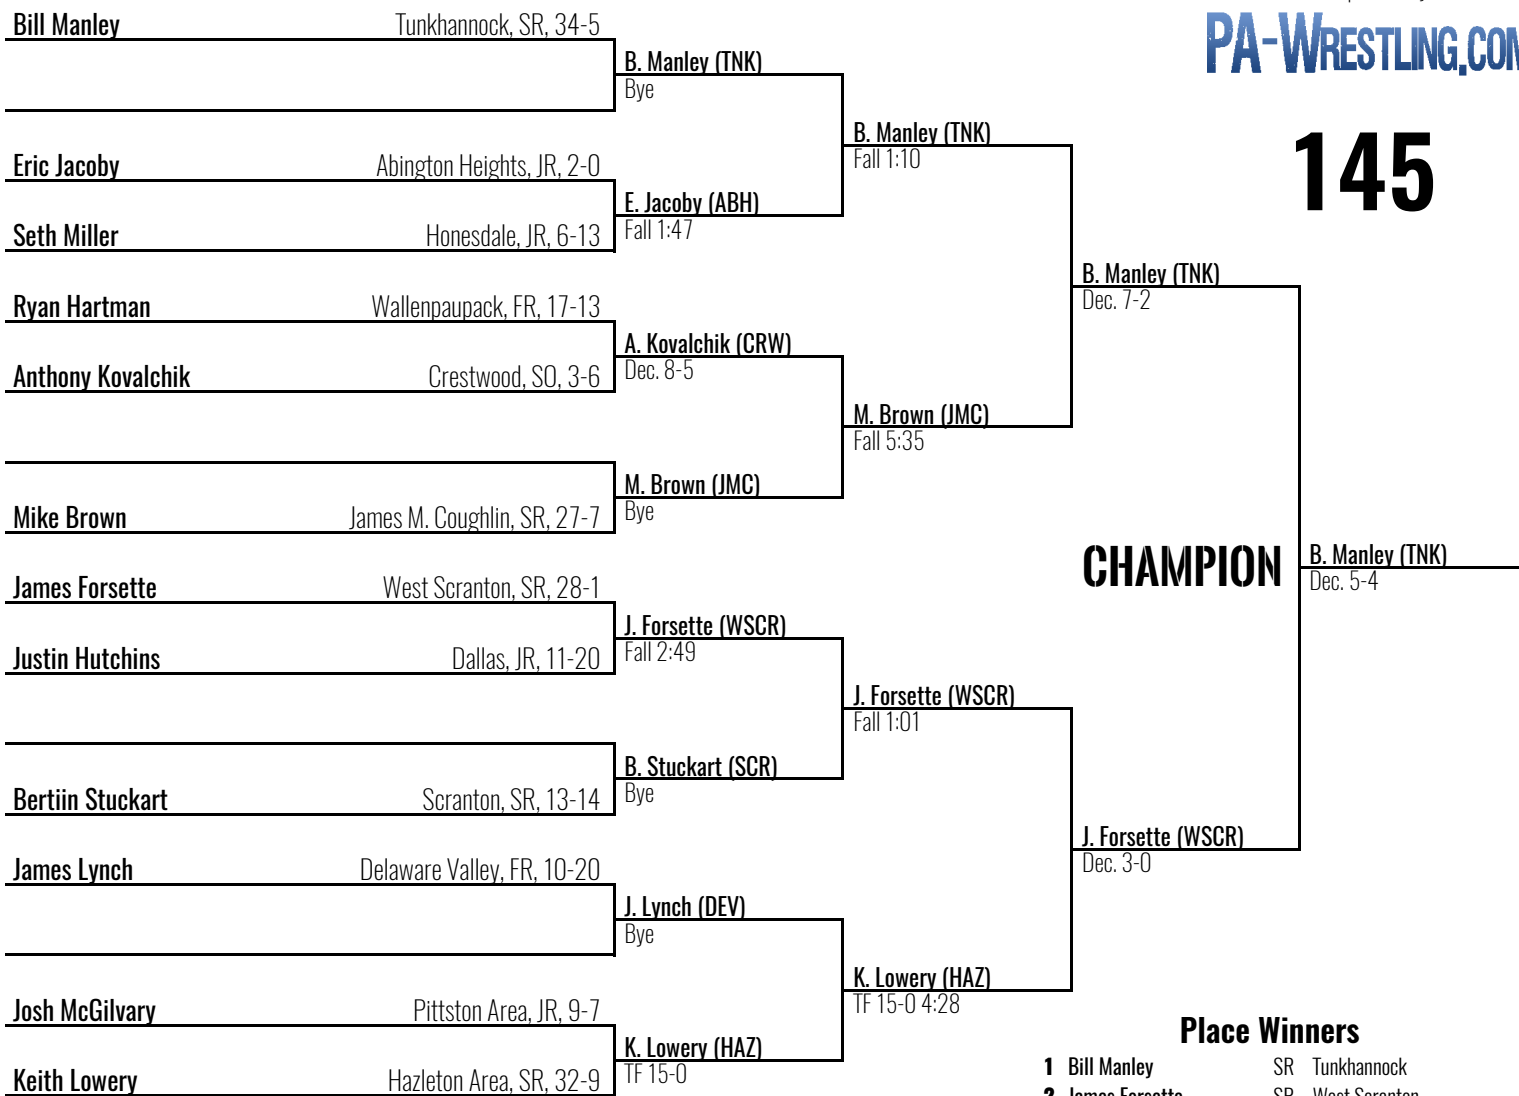 Bill Manley Tunkhannock, SR, 34-5
B. Manley (TNK)
Bye
PA-WRESTLING.COM
B. Manley (TNK)
Fall 1:10
145
Eric Jacoby Abington Heights, JR, 2-0
E. Jacoby (ABH)
Fall 1:47
Seth Miller Honesdale, JR, 6-13
B. Manley (TNK)
Dec. 7-2
Ryan Hartman Wallenpaupack, FR, 17-13
A. Kovalchik (CRW)
Dec. 8-5
Anthony Kovalchik Crestwood, SO, 3-6
M. Brown (JMC)
Fall 5:35
M. Brown (JMC)
Bye
Mike Brown James M. Coughlin, SR, 27-7
CHAMPION
B. Manley (TNK)
Dec. 5-4
James Forsette West Scranton, SR, 28-1
J. Forsette (WSCR)
Fall 2:49
Justin Hutchins Dallas, JR, 11-20
J. Forsette (WSCR)
Fall 1:01
B. Stuckart (SCR)
Bye
Bertiin Stuckart Scranton, SR, 13-14
J. Forsette (WSCR)
Dec. 3-0
James Lynch Delaware Valley, FR, 10-20
J. Lynch (DEV)
Bye
K. Lowery (HAZ)
TF 15-0 4:28
Josh McGilvary Pittston Area, JR, 9-7
K. Lowery (HAZ)
TF 15-0
Keith Lowery Hazleton Area, SR, 32-9
Place Winners
1 Bill Manley SR Tunkhannock
2 James Forsette SR West Scranton